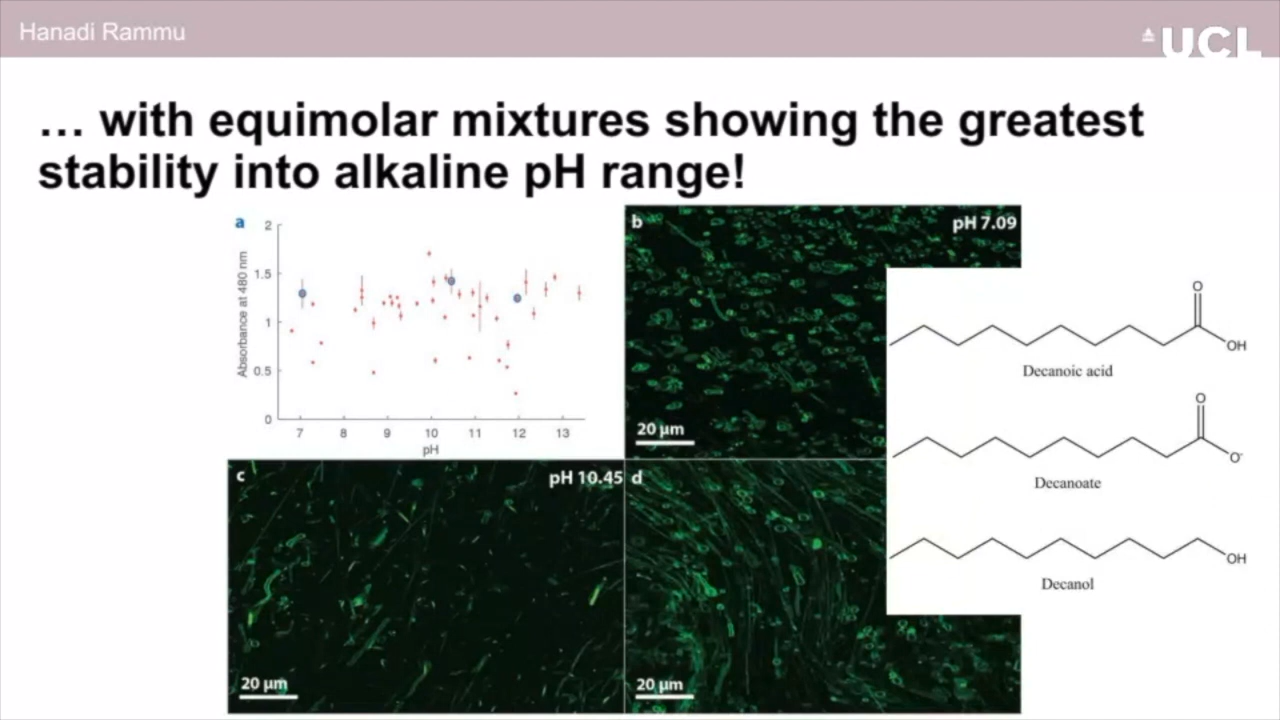 Hanadi Rammu
UCL
… with equimolar mixtures showing the greatest
stability into alkaline pH range!
a
Absorbance at 480 nm
2
1.5
1
0.5
0
7 8 9 10 11 12 13
pH
b
pH 7.09
20 µm
c
pH 10.45
20 µm
d
20 µm
O
OH
Decanoic acid
O
O-
Decanoate
OH
Decanol